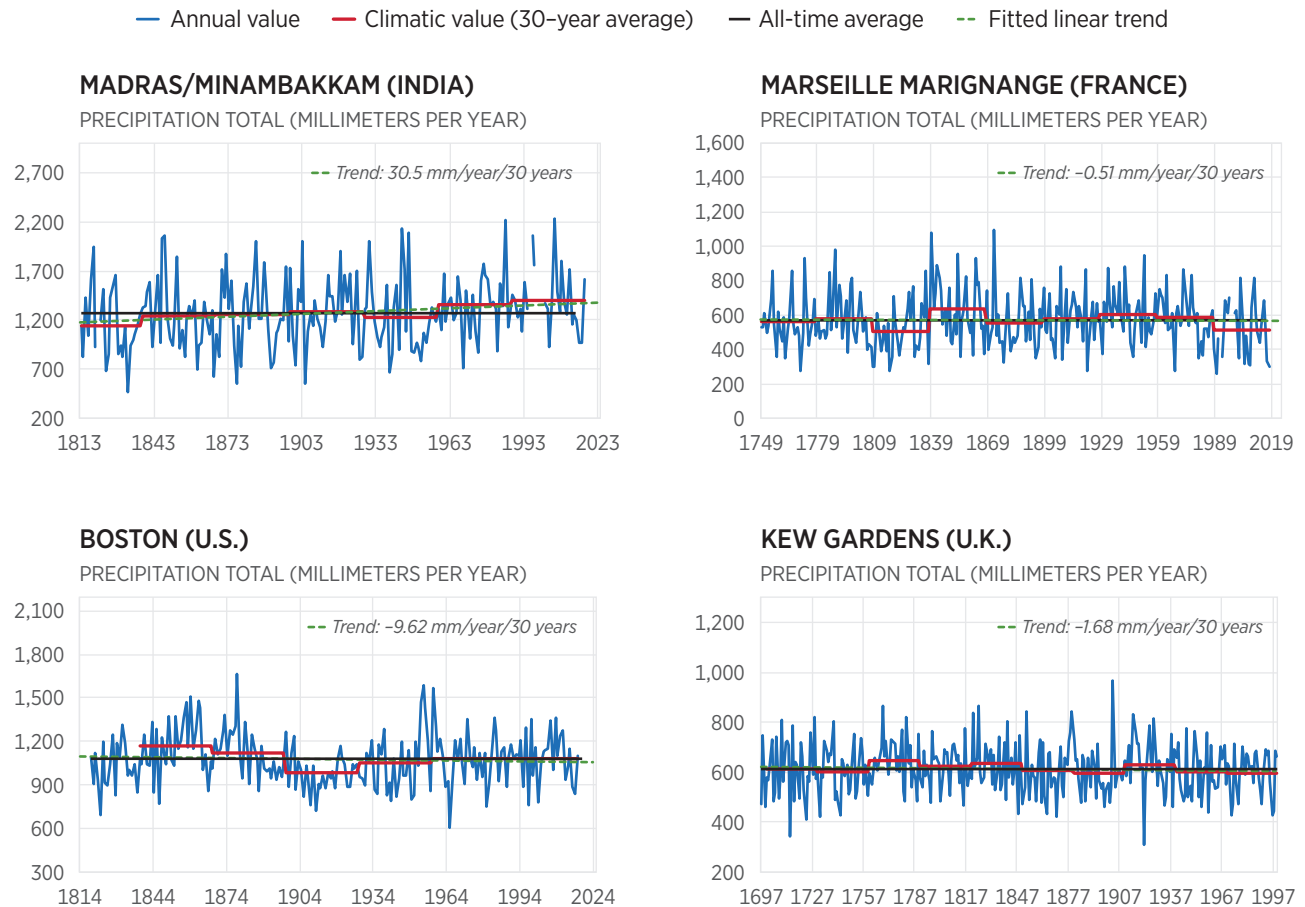 Annual value Climatic value (30–year average) All-time average Fitted linear trend
MADRAS/MINAMBAKKAM (INDIA)
PRECIPITATION TOTAL (MILLIMETERS PER YEAR)
Trend: 30.5 mm/year/30 years
2,700
2,200
1,700
1,200
700
200
1813 1843 1873 1903 1933 1963 1993 2023
MARSEILLE MARIGNANGE (FRANCE)
PRECIPITATION TOTAL (MILLIMETERS PER YEAR)
Trend: –0.51 mm/year/30 years
1,600
1,400
1,200
1,000
800
600
400
200
0
1749 1779 1809 1839 1869 1899 1929 1959 1989 2019
BOSTON (U.S.)
PRECIPITATION TOTAL (MILLIMETERS PER YEAR)
Trend: –9.62 mm/year/30 years
2,100
1,800
1,500
1,200
900
600
300
1814 1844 1874 1904 1934 1964 1994 2024
KEW GARDENS (U.K.)
PRECIPITATION TOTAL (MILLIMETERS PER YEAR)
Trend: –1.68 mm/year/30 years
1,200
1,000
800
600
400
200
1697 1727 1757 1787 1817 1847 1877 1907 1937 1967 1997